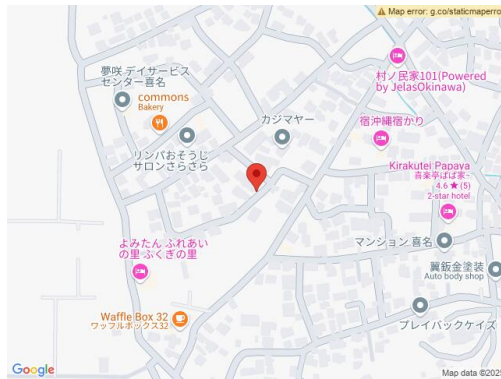 Map error: g.co/staticmaperro
村ノ民家101(Powered
by JelasOkinawa)
夢咲 デイサービス
センター喜名
commons
Bakery
カジマヤー
宿沖縄宿かり
リンパおそうじ
サロンさらさら
Kirakutei Papaya
喜楽亭ぱぱ家~
4.6 ★ (5)
2-star hotel
よみたん ふれあい
の里 ふくぎの里
マンション 喜名
冀鈑金塗装
Auto body shop
Waffle Box 32
ワッフルボックス32
プレイバックケイズ
Google
Map data ©2025